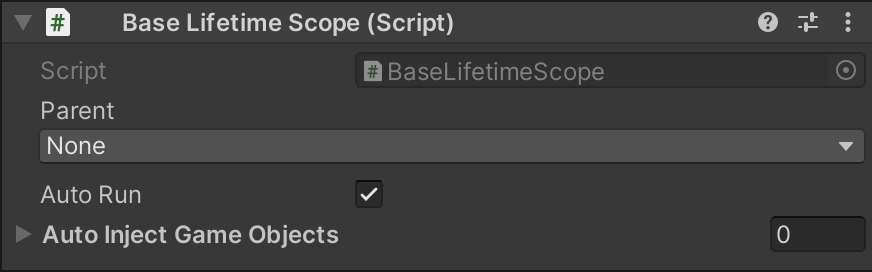 Base Lifetime Scope (Script)
Script BaseLifetimeScope
Parent
None
Auto Run
Auto Inject Game Objects 0